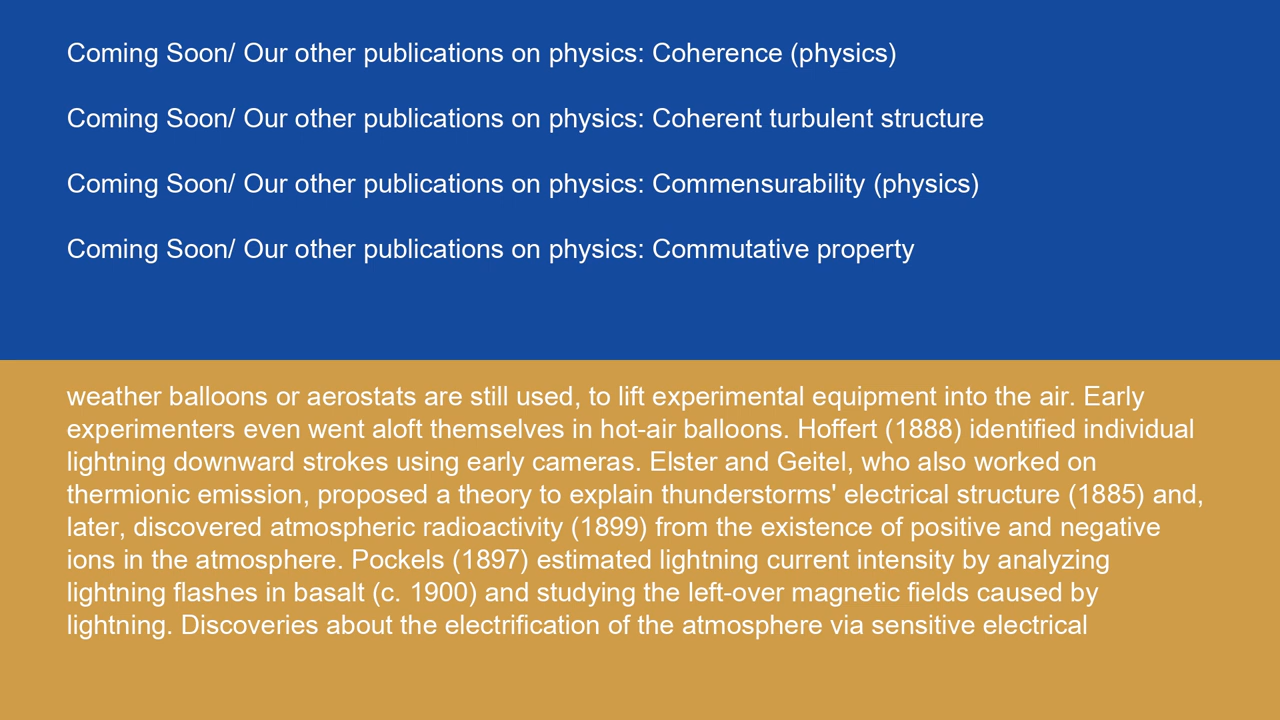 Coming Soon/ Our other publications on physics: Coherence (physics)
Coming Soon/ Our other publications on physics: Coherent turbulent structure
Coming Soon/ Our other publications on physics: Commensurability (physics)
Coming Soon/ Our other publications on physics: Commutative property
weather balloons or aerostats are still used, to lift experimental equipment into the air. Early
experimenters even went aloft themselves in hot-air balloons. Hoffert (1888) identified individual
lightning downward strokes using early cameras. Elster and Geitel, who also worked on
thermionic emission, proposed a theory to explain thunderstorms' electrical structure (1885) and,
later, discovered atmospheric radioactivity (1899) from the existence of positive and negative
ions in the atmosphere. Pockels (1897) estimated lightning current intensity by analyzing
lightning flashes in basalt (c. 1900) and studying the left-over magnetic fields caused by
lightning. Discoveries about the electrification of the atmosphere via sensitive electrical